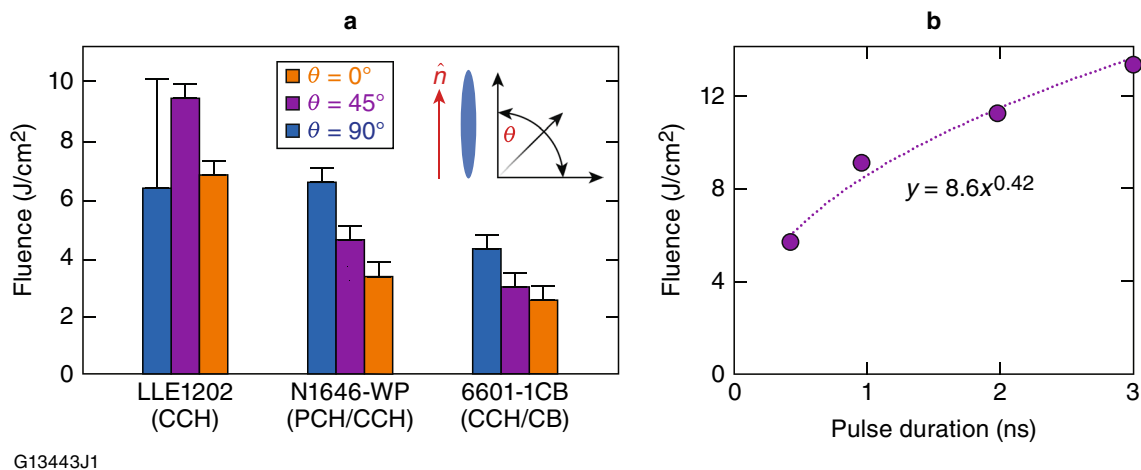 a
Fluence (J/cm²)
10
8
6
4
2
0
θ = 0°
θ = 45°
θ = 90°
n̂
θ
LLE1202
(CCH)
N1646-WP
(PCH/CCH)
6601-1CB
(CCH/CB)
b
Fluence (J/cm²)
12
8
4
0
y = 8.6x^0.42
0
1
2
3
Pulse duration (ns)
G13443J1